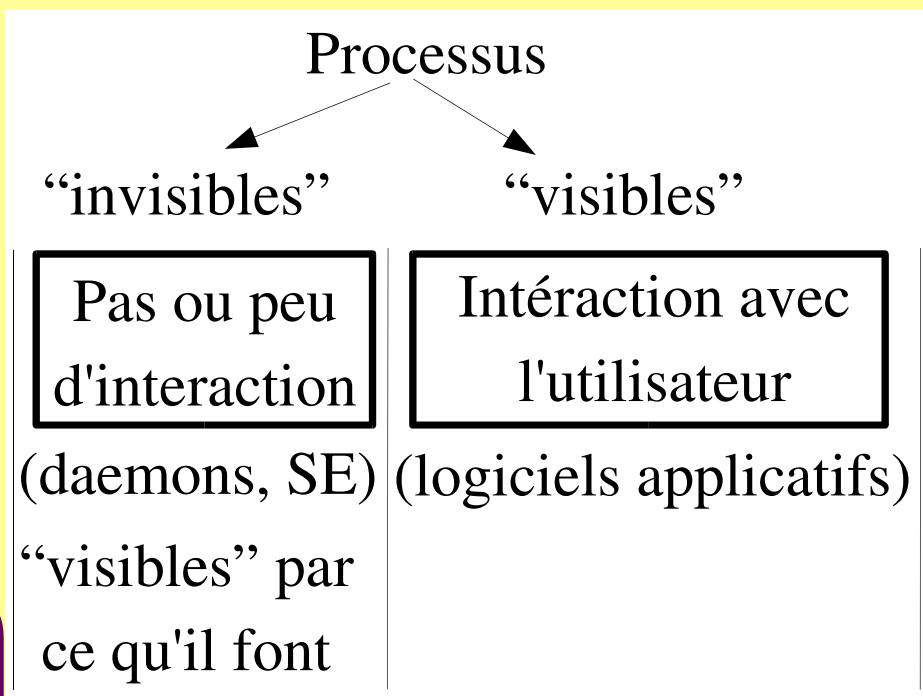 Processus
“invisibles”
“visibles”
Pas ou peu
d'interaction
(daemons, SE)
“visibles” par
ce qu'il font
Intéraction avec
l'utilisateur
(logiciels applicatifs)